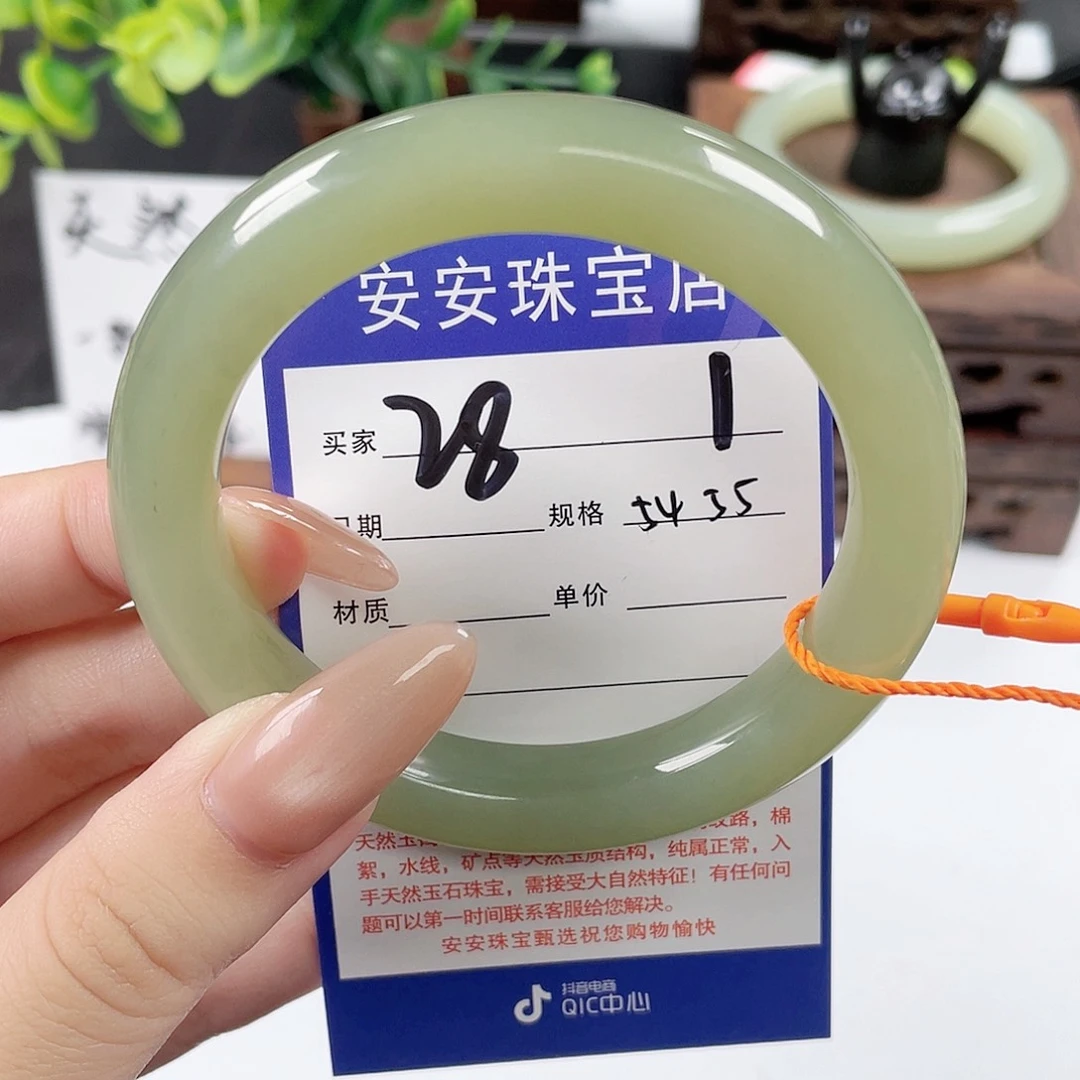 天然
安安珠宝店
买家 28 1
日期 规格 54 55
材质 单价
纹路，棉
天然玉石
絮，水线，矿点等天然玉质结构，纯属正常，入
手天然玉石珠宝，需接受大自然特征！有任何问
题可以第一时间联系客服给您解决。
安安珠宝甄选祝您购物愉快
抖音电商
QIC中心